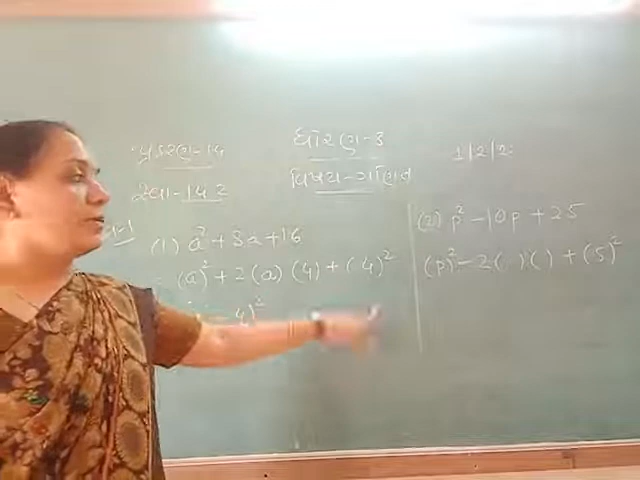 પ્રકરણ-14
ધોરણ-8
1|2|2
સ્વા-14.2
વિષય-ગણિત
(1) a² + 8a + 16
(a)² + 2(a)(4) + (4)²
4)²
(2) p² - 10p + 25
(p)² - 2( )( ) + (5)²